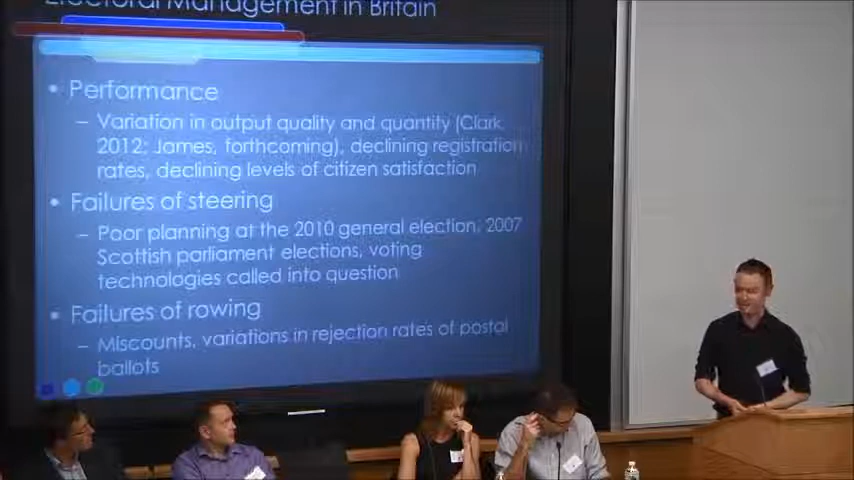 Electoral Management in Britain
• Performance
– Variation in output quality and quantity (Clark,
2012; James, forthcoming), declining registration
rates, declining levels of citizen satisfaction
• Failures of steering
– Poor planning at the 2010 general election, 2007
Scottish parliament elections, voting
technologies called into question
• Failures of rowing
– Miscounts, variations in rejection rates of postal
ballots